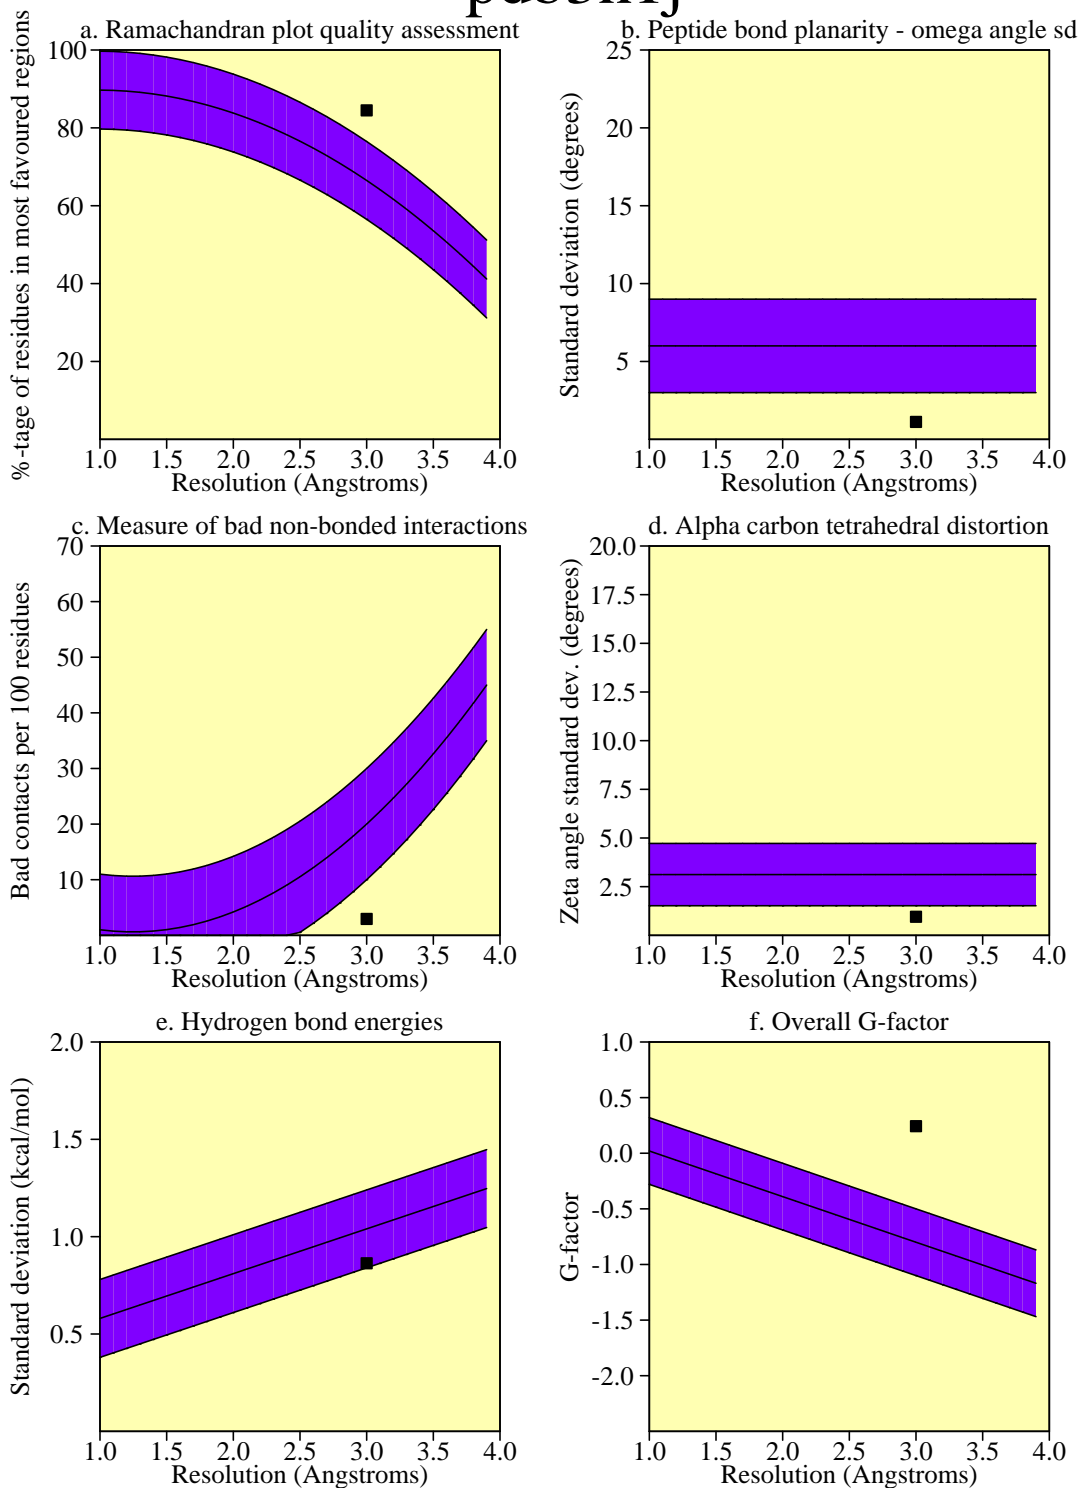 a. Ramachandran plot quality assessment
%-tage of residues in most favoured regions
100
80
60
40
20
1.0 1.5 2.0 2.5 3.0 3.5 4.0
Resolution (Angstroms)
b. Peptide bond planarity - omega angle sd
Standard deviation (degrees)
25
20
15
10
5
1.0 1.5 2.0 2.5 3.0 3.5 4.0
Resolution (Angstroms)
c. Measure of bad non-bonded interactions
Bad contacts per 100 residues
70
60
50
40
30
20
10
1.0 1.5 2.0 2.5 3.0 3.5 4.0
Resolution (Angstroms)
d. Alpha carbon tetrahedral distortion
Zeta angle standard dev. (degrees)
20.0
17.5
15.0
12.5
10.0
7.5
5.0
2.5
1.0 1.5 2.0 2.5 3.0 3.5 4.0
Resolution (Angstroms)
e. Hydrogen bond energies
Standard deviation (kcal/mol)
2.0
1.5
1.0
0.5
1.0 1.5 2.0 2.5 3.0 3.5 4.0
Resolution (Angstroms)
f. Overall G-factor
G-factor
1.0
0.5
0.0
-0.5
-1.0
-1.5
-2.0
1.0 1.5 2.0 2.5 3.0 3.5 4.0
Resolution (Angstroms)